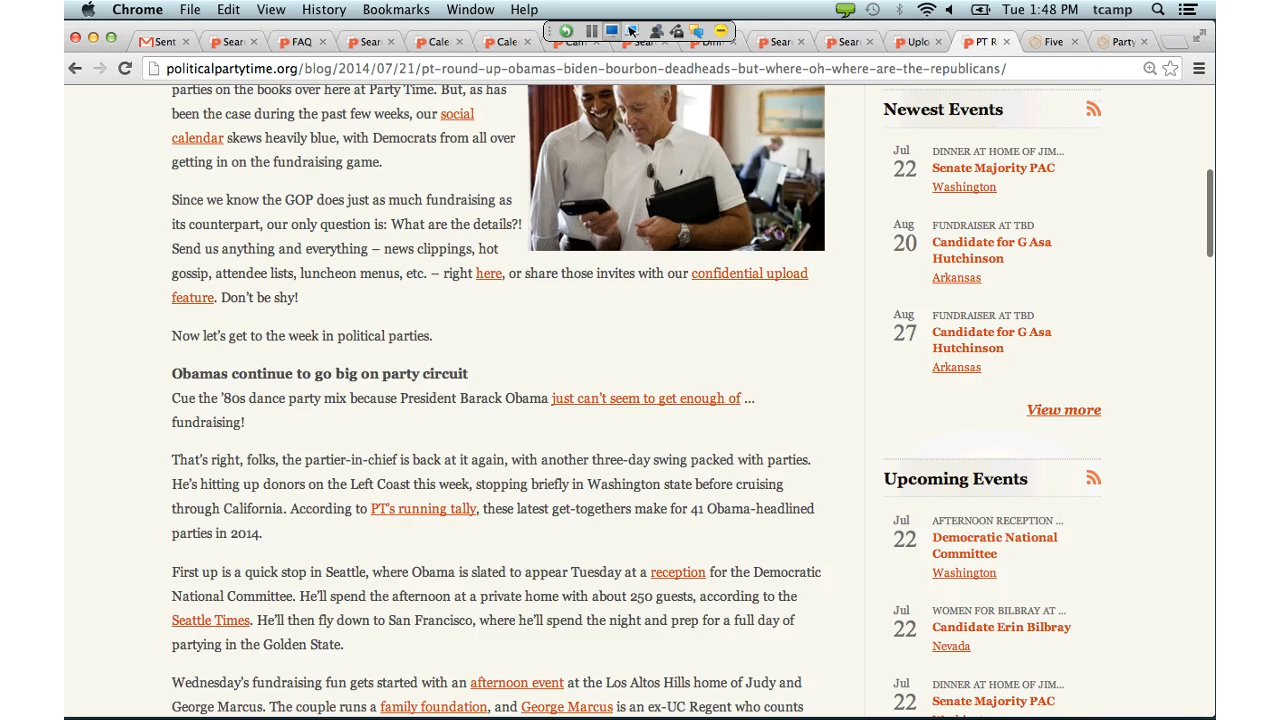 Chrome File Edit View History Bookmarks Window Help Tue 1:48 PM tcamp
Sent Sear FAQ Sear Cale Cale Sear Sear Uplo PT R Five Party
politicalpartytime.org/blog/2014/07/21/pt-round-up-obamas-biden-bourbon-deadheads-but-where-oh-where-are-the-republicans/
parties on the books over here at Party Time. But, as has
been the case during the past few weeks, our social
calendar skews heavily blue, with Democrats from all over
getting in on the fundraising game.
Since we know the GOP does just as much fundraising as
its counterpart, our only question is: What are the details?!
Send us anything and everything – news clippings, hot
gossip, attendee lists, luncheon menus, etc. – right here, or share those invites with our confidential upload
feature. Don't be shy!
Now let's get to the week in political parties.
Obamas continue to go big on party circuit
Cue the '80s dance party mix because President Barack Obama just can't seem to get enough of ...
fundraising!
That's right, folks, the partier-in-chief is back at it again, with another three-day swing packed with parties.
He's hitting up donors on the Left Coast this week, stopping briefly in Washington state before cruising
through California. According to PT's running tally, these latest get-togethers make for 41 Obama-headlined
parties in 2014.
First up is a quick stop in Seattle, where Obama is slated to appear Tuesday at a reception for the Democratic
National Committee. He'll spend the afternoon at a private home with about 250 guests, according to the
Seattle Times. He'll then fly down to San Francisco, where he'll spend the night and prep for a full day of
partying in the Golden State.
Wednesday's fundraising fun gets started with an afternoon event at the Los Altos Hills home of Judy and
George Marcus. The couple runs a family foundation, and George Marcus is an ex-UC Regent who counts
Newest Events
Jul
22
DINNER AT HOME OF JIM...
Senate Majority PAC
Washington
Aug
20
FUNDRAISER AT TBD
Candidate for G Asa
Hutchinson
Arkansas
Aug
27
FUNDRAISER AT TBD
Candidate for G Asa
Hutchinson
Arkansas
View more
Upcoming Events
Jul
22
AFTERNOON RECEPTION ...
Democratic National
Committee
Washington
Jul
22
WOMEN FOR BILBRAY AT ...
Candidate Erin Bilbray
Nevada
Jul
22
DINNER AT HOME OF JIM...
Senate Majority PAC